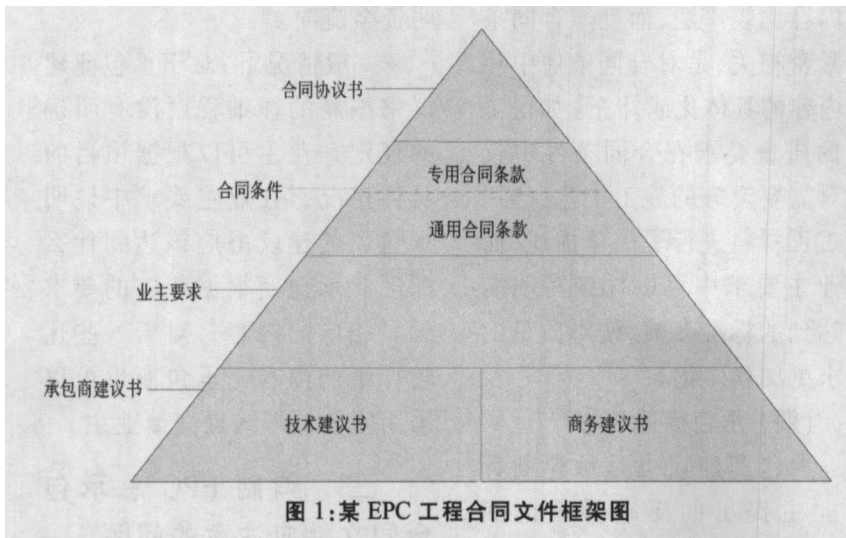 合同协议书
专用合同条款
合同条件
通用合同条款
业主要求
承包商建议书
技术建议书
商务建议书
图 1:某 EPC 工程合同文件框架图